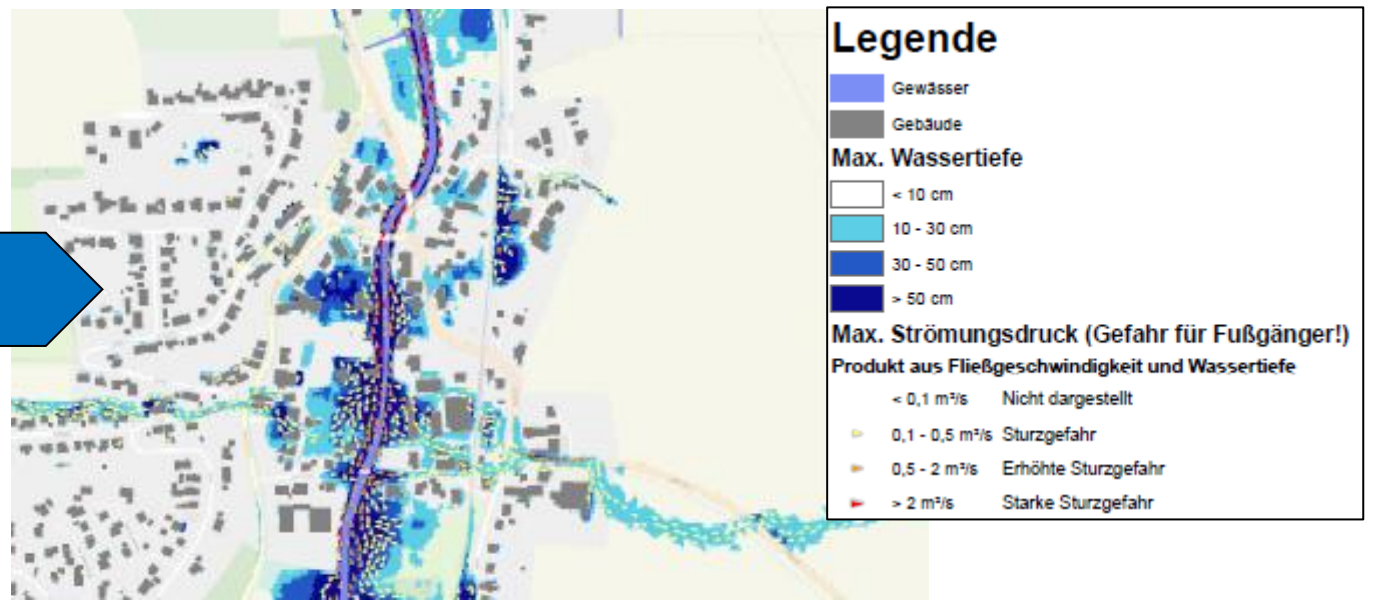 Legende
Gewässer
Gebäude
Max. Wassertiefe
< 10 cm
10 - 30 cm
30 - 50 cm
> 50 cm
Max. Strömungsdruck (Gefahr für Fußgänger!)
Produkt aus Fließgeschwindigkeit und Wassertiefe
< 0,1 m²/s Nicht dargestellt
0,1 - 0,5 m²/s Sturzgefahr
0,5 - 2 m²/s Erhöhte Sturzgefahr
> 2 m²/s Starke Sturzgefahr